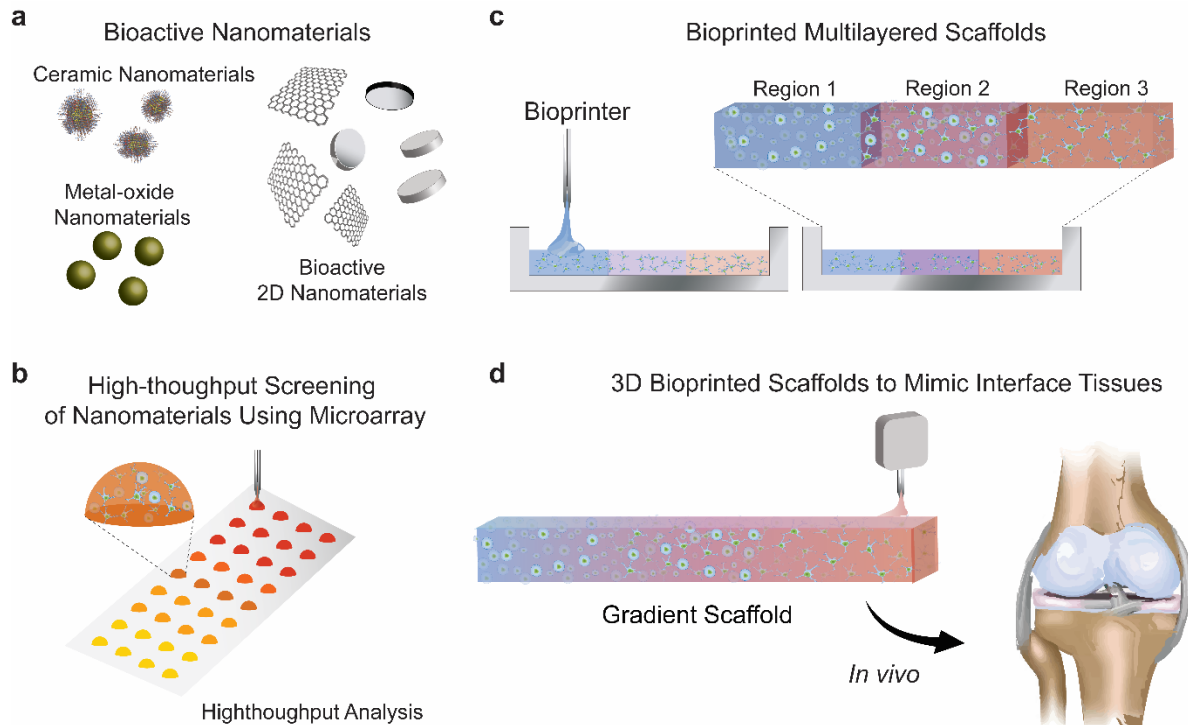 a
Bioactive Nanomaterials
Ceramic Nanomaterials
Metal-oxide
Nanomaterials
Bioactive
2D Nanomaterials
b
High-thoughput Screening
of Nanomaterials Using Microarray
Highthoughput Analysis
c
Bioprinted Multilayered Scaffolds
Bioprinter
Region 1
Region 2
Region 3
d
3D Bioprinted Scaffolds to Mimic Interface Tissues
Gradient Scaffold
In vivo